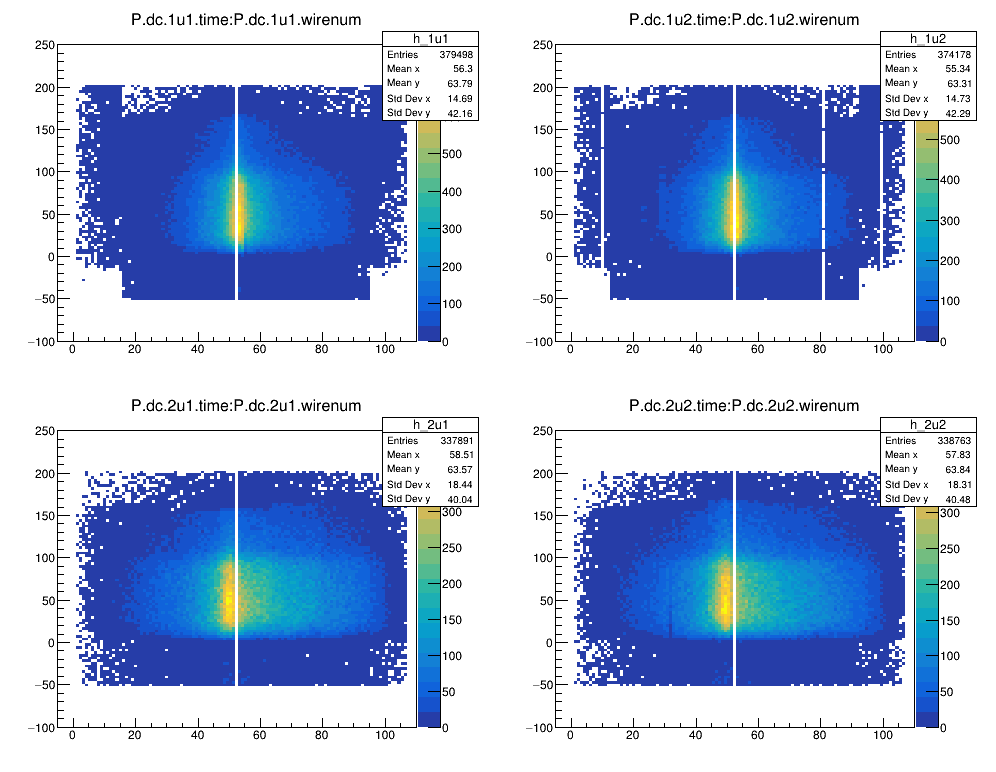 P.dc.1u1.time:P.dc.1u1.wirenum
h_1u1
Entries 379498
Mean x 56.3
Mean y 63.79
Std Dev x 14.69
Std Dev y 42.16
250
200
150
100
50
0
−50
−100
0 20 40 60 80 100
500
400
300
200
100
0
P.dc.1u2.time:P.dc.1u2.wirenum
h_1u2
Entries 374178
Mean x 55.34
Mean y 63.31
Std Dev x 14.73
Std Dev y 42.29
250
200
150
100
50
0
−50
−100
0 20 40 60 80 100
500
400
300
200
100
0
P.dc.2u1.time:P.dc.2u1.wirenum
h_2u1
Entries 337891
Mean x 58.51
Mean y 63.57
Std Dev x 18.44
Std Dev y 40.04
250
200
150
100
50
0
−50
−100
0 20 40 60 80 100
300
250
200
150
100
50
0
P.dc.2u2.time:P.dc.2u2.wirenum
h_2u2
Entries 338763
Mean x 57.83
Mean y 63.84
Std Dev x 18.31
Std Dev y 40.48
250
200
150
100
50
0
−50
−100
0 20 40 60 80 100
300
250
200
150
100
50
0